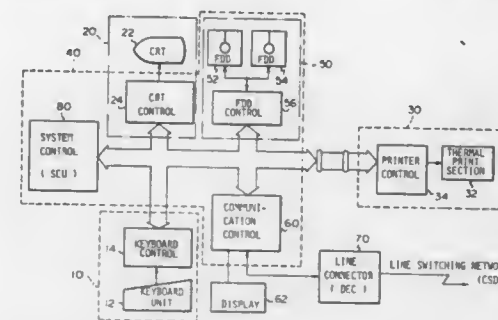 20
22
CRT
24
CRT
CONTROL
40
FDD
FDD
52
54
50
FDD
CONTROL
56
80
SYSTEM
CONTROL
( SCU )
30
PRINTER
CONTROL
34
THERMAL
PRINT
SECTION
32
COMMUNI-
CATION
CONTROL
60
14
KEYBOARD
CONTROL
10
12
KEYBOARD
UNIT
DISPLAY
62
70
LINE
CONNECTOR
( DEC )
LINE SWITCHING NETWO
(CSD